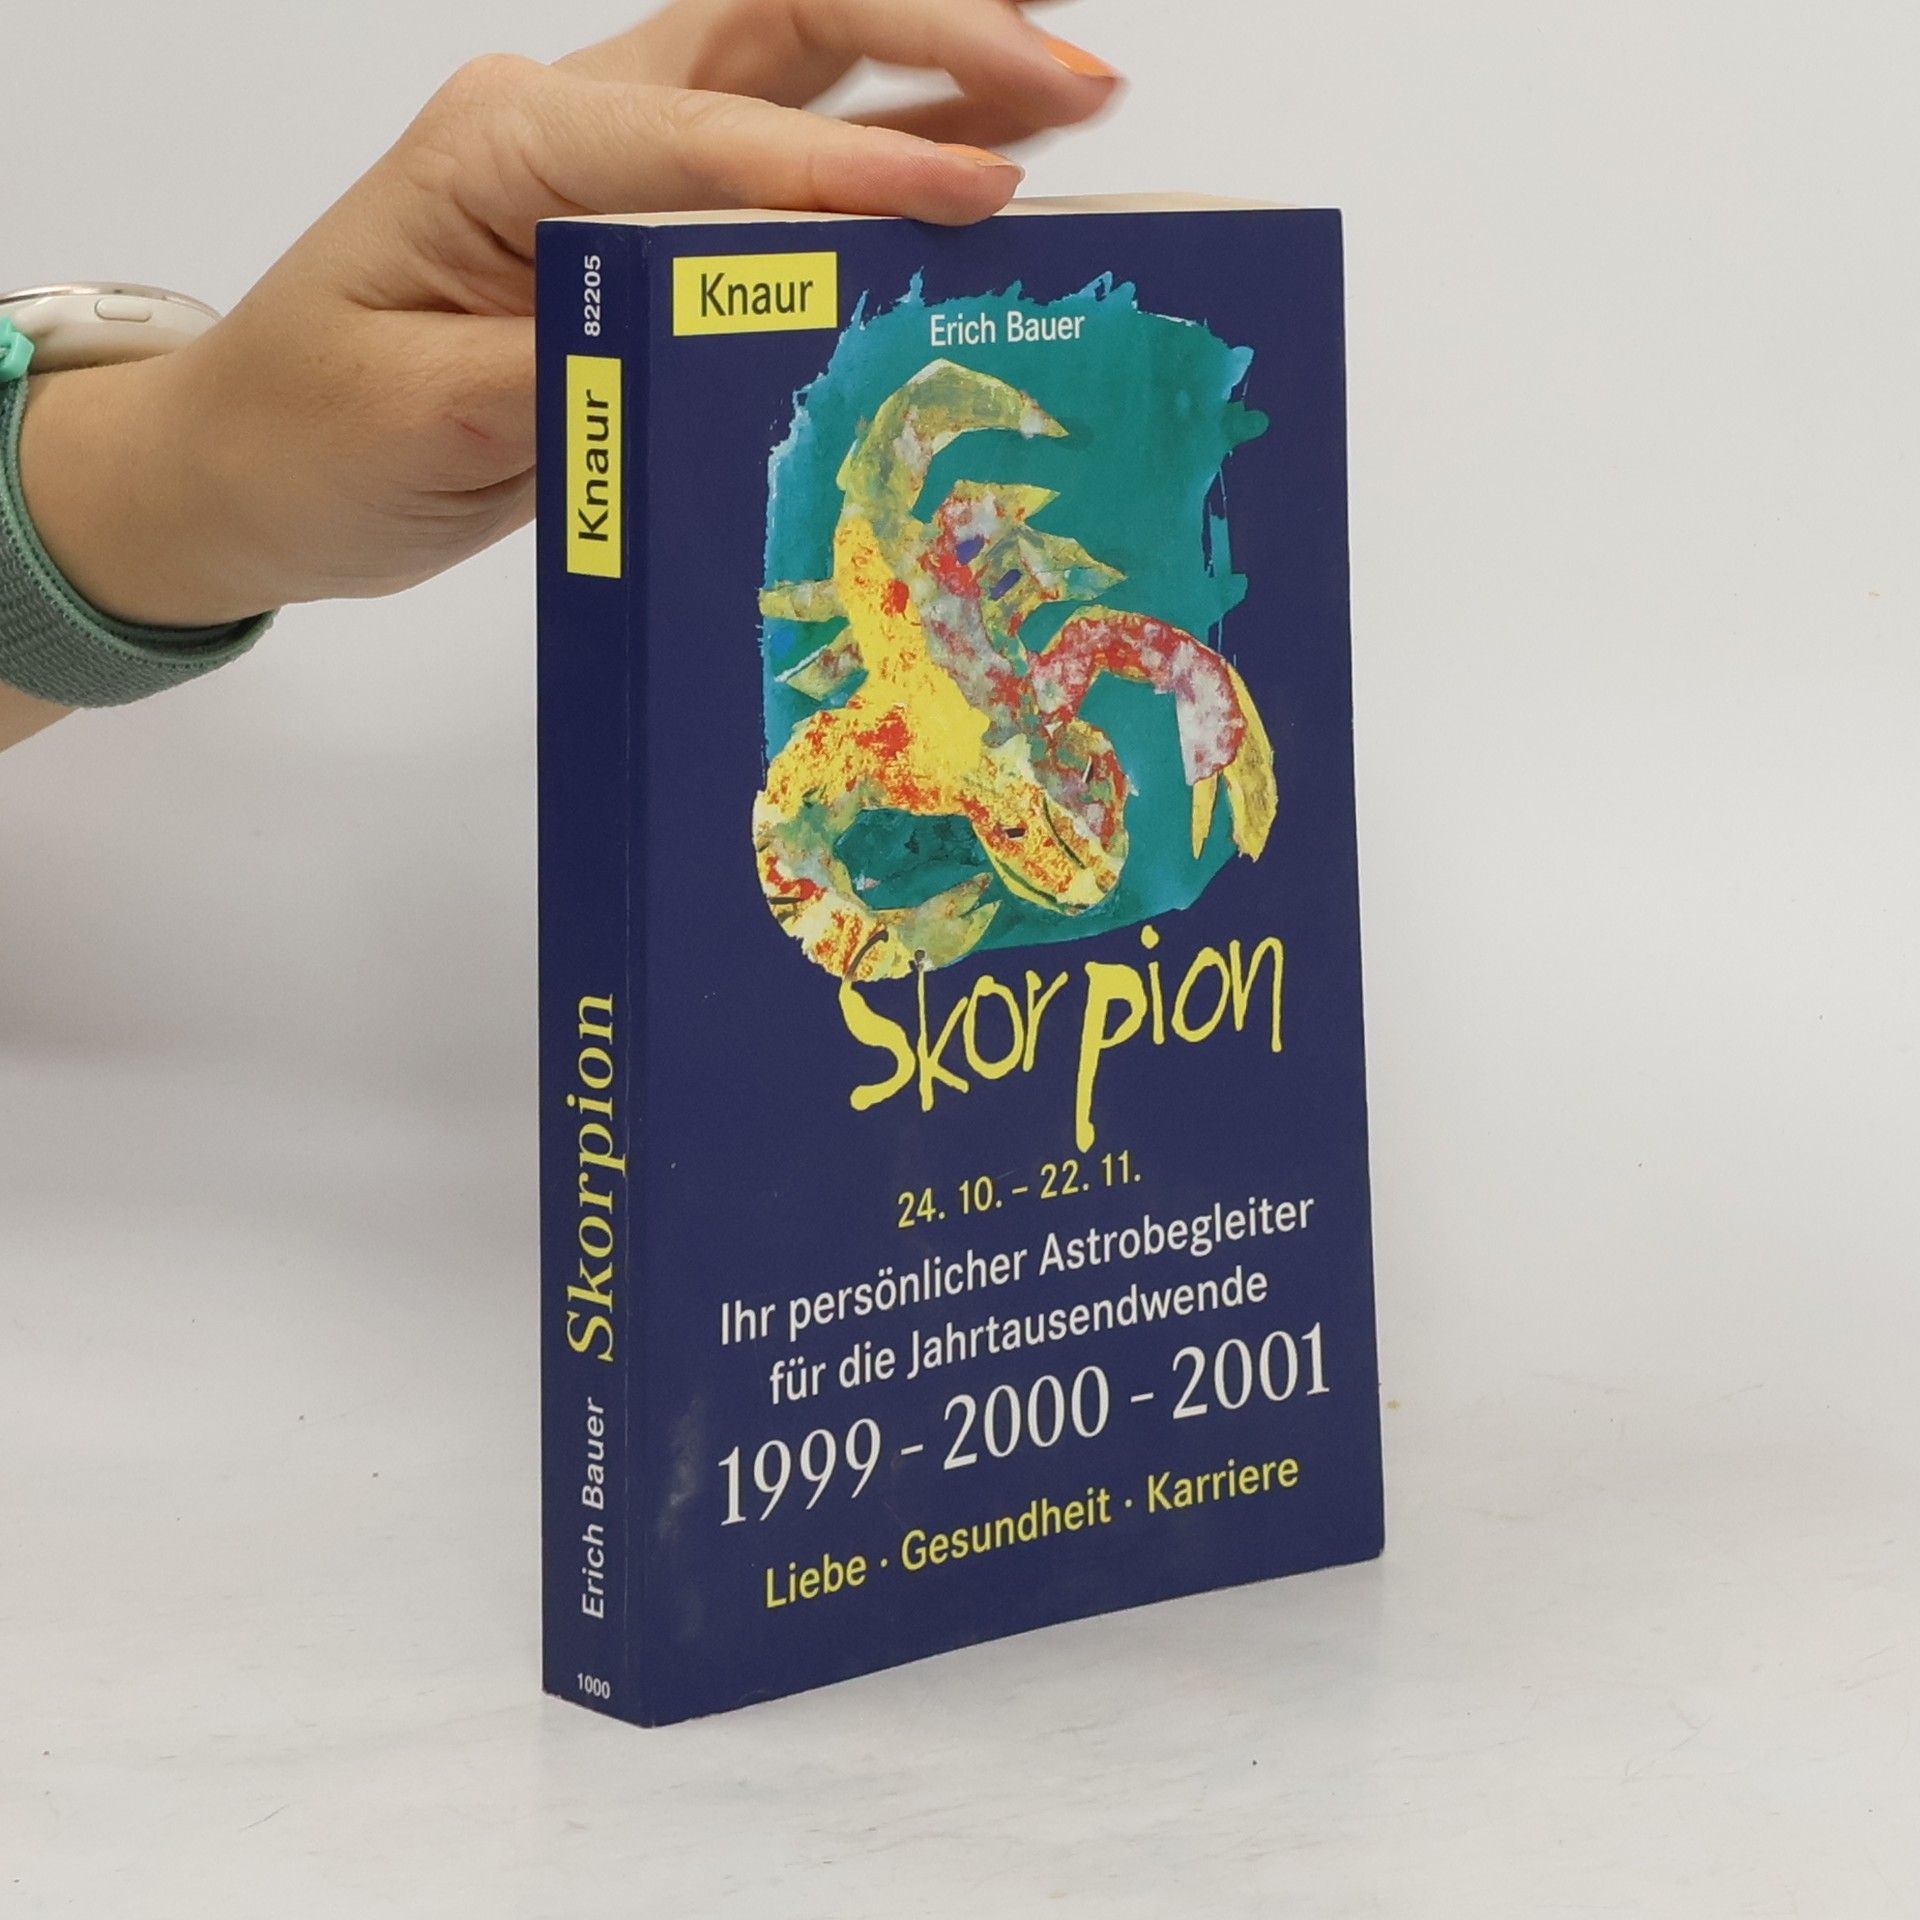 82205
Knaur
Skorpion
Erich Bauer
1000
Knaur
Erich Bauer
Skorpion
24. 10. – 22. 11.
Ihr persönlicher Astrobegleiter
für die Jahrtausendwende
1999 – 2000 – 2001
Liebe · Gesundheit · Karriere